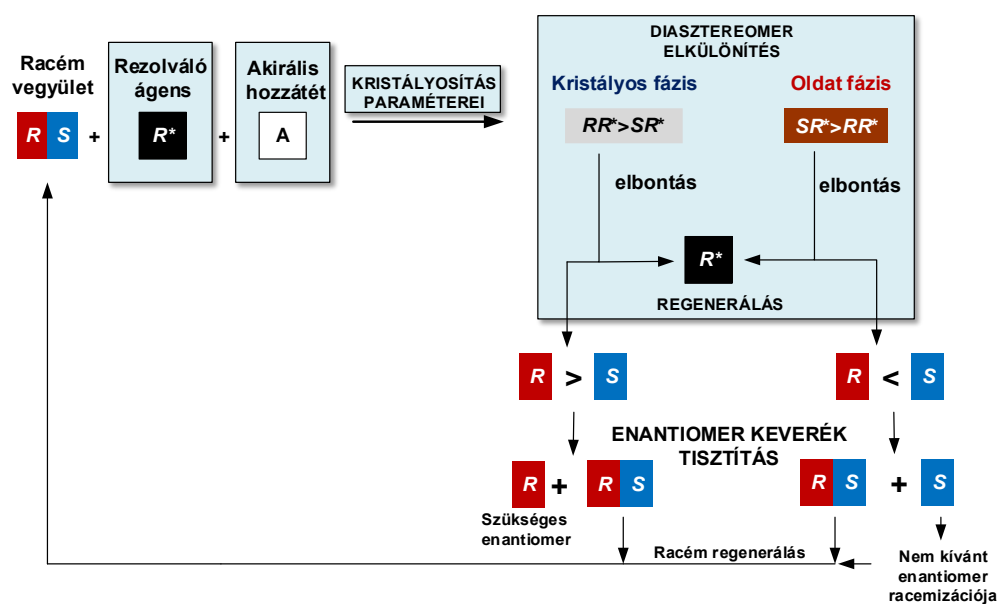 Racém
vegyület
R S
+
Rezolváló
ágens
R*
+
Akirális
hozzátét
A
KRISTÁLYOSÍTÁS
PARAMÉTEREI
DIASZTEREOMER
ELKÜLÖNÍTÉS
Kristályos fázis
Oldat fázis
RR*>SR*
SR*>RR*
elbontás
elbontás
R*
REGENERÁLÁS
R > S
R < S
ENANTIOMER KEVERÉK
TISZTÍTÁS
R + R S
R S + S
Szükséges
enantiomer
Racém regenerálás
Nem kívánt
enantiomer
racemizációja